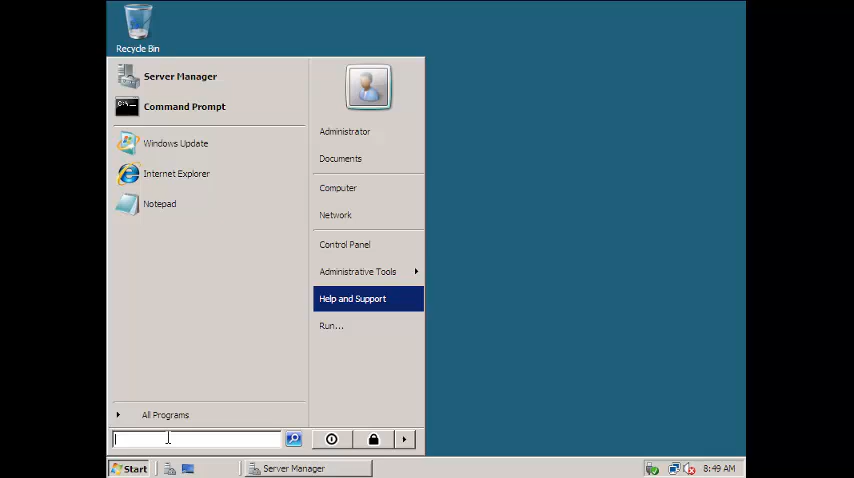 Recycle Bin
Server Manager
Command Prompt
Windows Update
Internet Explorer
Notepad
All Programs
Administrator
Documents
Computer
Network
Control Panel
Administrative Tools
Help and Support
Run...
Start
Server Manager
8:49 AM